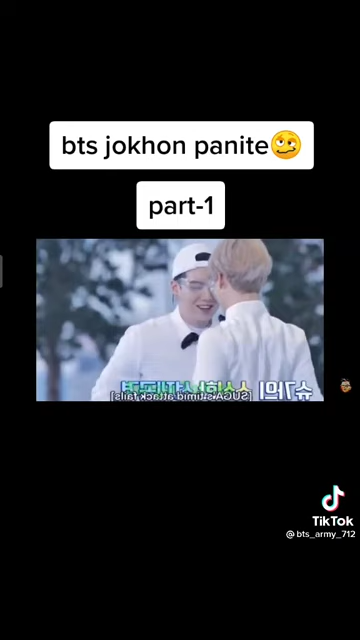 bts jokhon panite🥴
part-1
[SUGA's timid attack fails]
TikTok
@bts_army_712